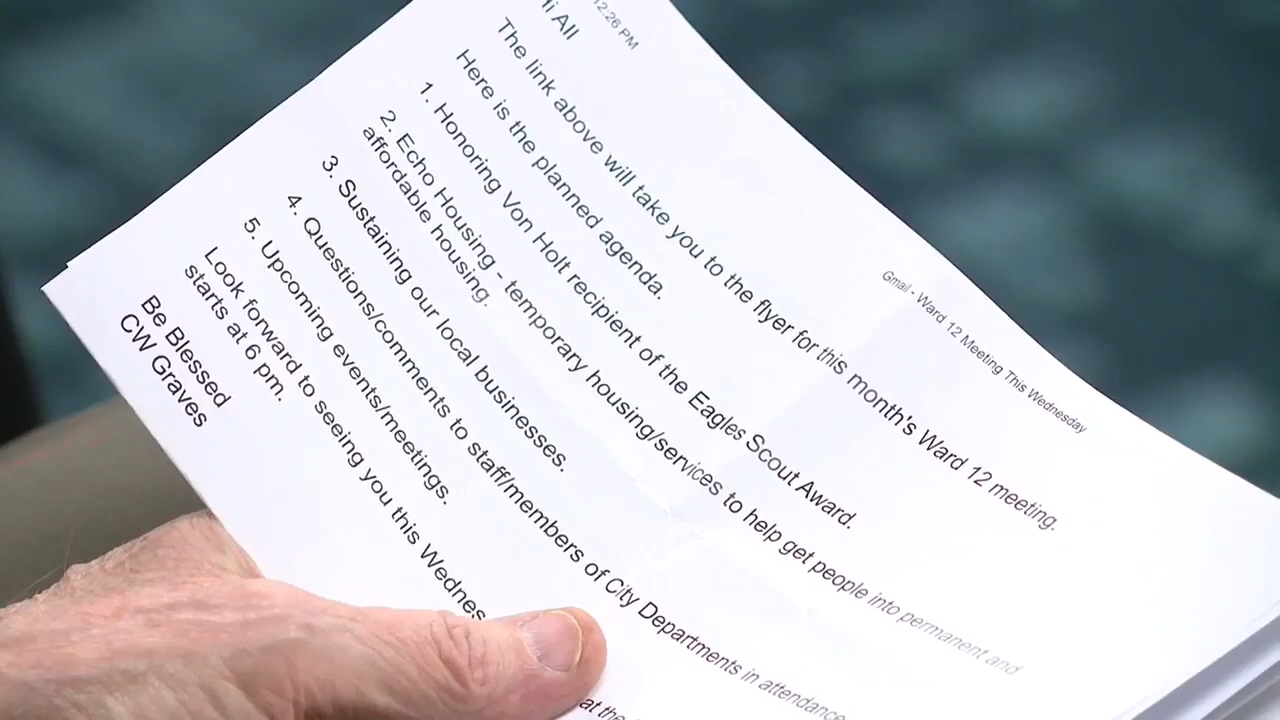 12:26 PM
Gmail - Ward 12 Meeting This Wednesday
Hi All
The link above will take you to the flyer for this month's Ward 12 meeting.
Here is the planned agenda.
1. Honoring Von Holt recipient of the Eagles Scout Award.
2. Echo Housing - temporary housing/services to help get people into permanent and
affordable housing.
3. Sustaining our local businesses.
4. Questions/comments to staff/members of City Departments in attendance
5. Upcoming events/meetings.
Look forward to seeing you this Wednes at the
starts at 6 pm.
Be Blessed
CW Graves